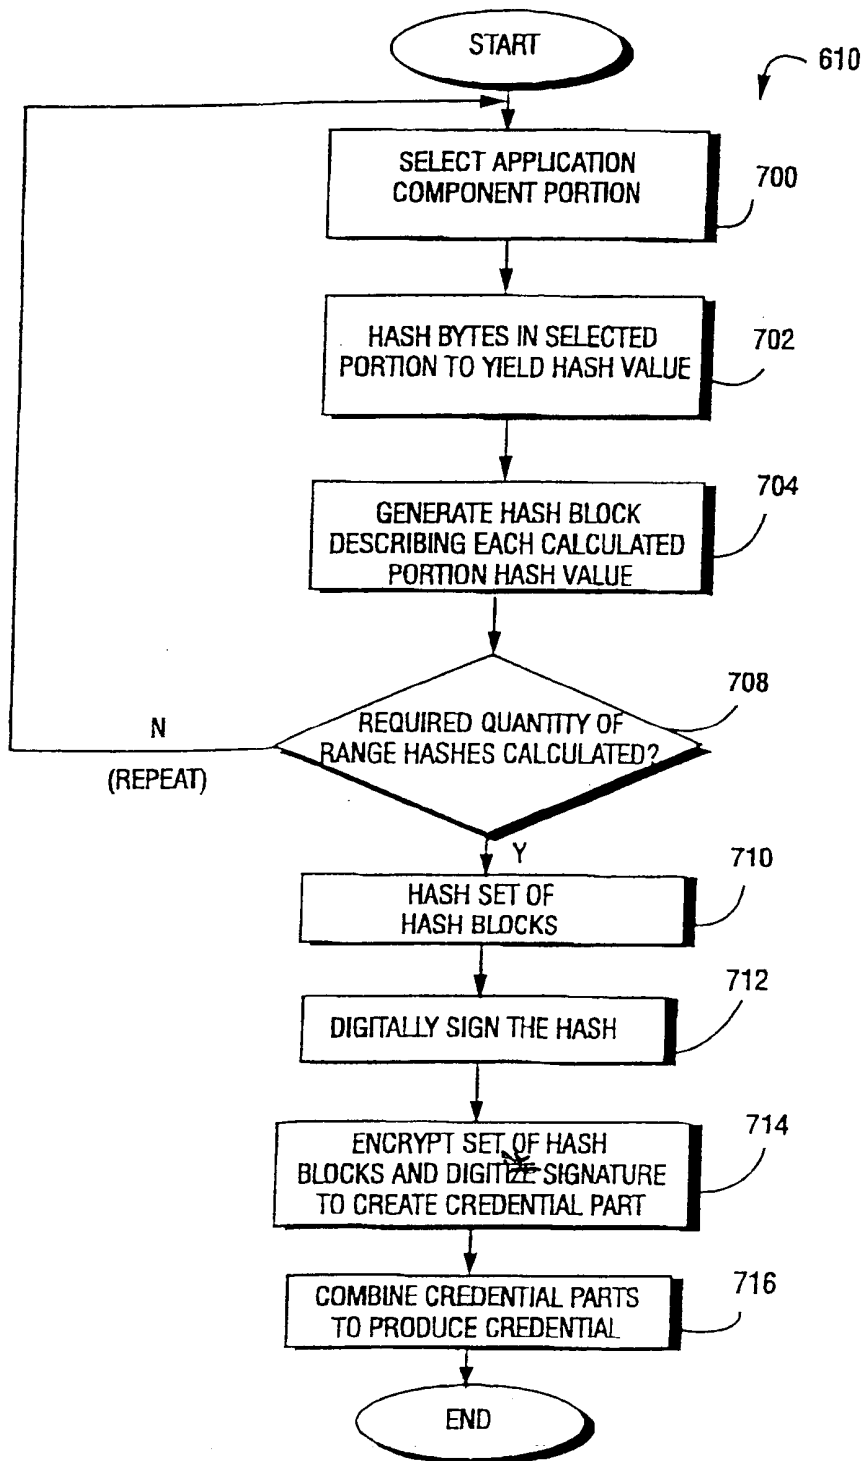 START
610
SELECT APPLICATION
COMPONENT PORTION
700
HASH BYTES IN SELECTED
PORTION TO YIELD HASH VALUE
702
GENERATE HASH BLOCK
DESCRIBING EACH CALCULATED
PORTION HASH VALUE
704
REQUIRED QUANTITY OF
RANGE HASHES CALCULATED?
708
N
(REPEAT)
Y
HASH SET OF
HASH BLOCKS
710
DIGITALLY SIGN THE HASH
712
ENCRYPT SET OF HASH
BLOCKS AND SIGNATURE
TO CREATE CREDENTIAL PART
714
COMBINE CREDENTIAL PARTS
TO PRODUCE CREDENTIAL
716
END